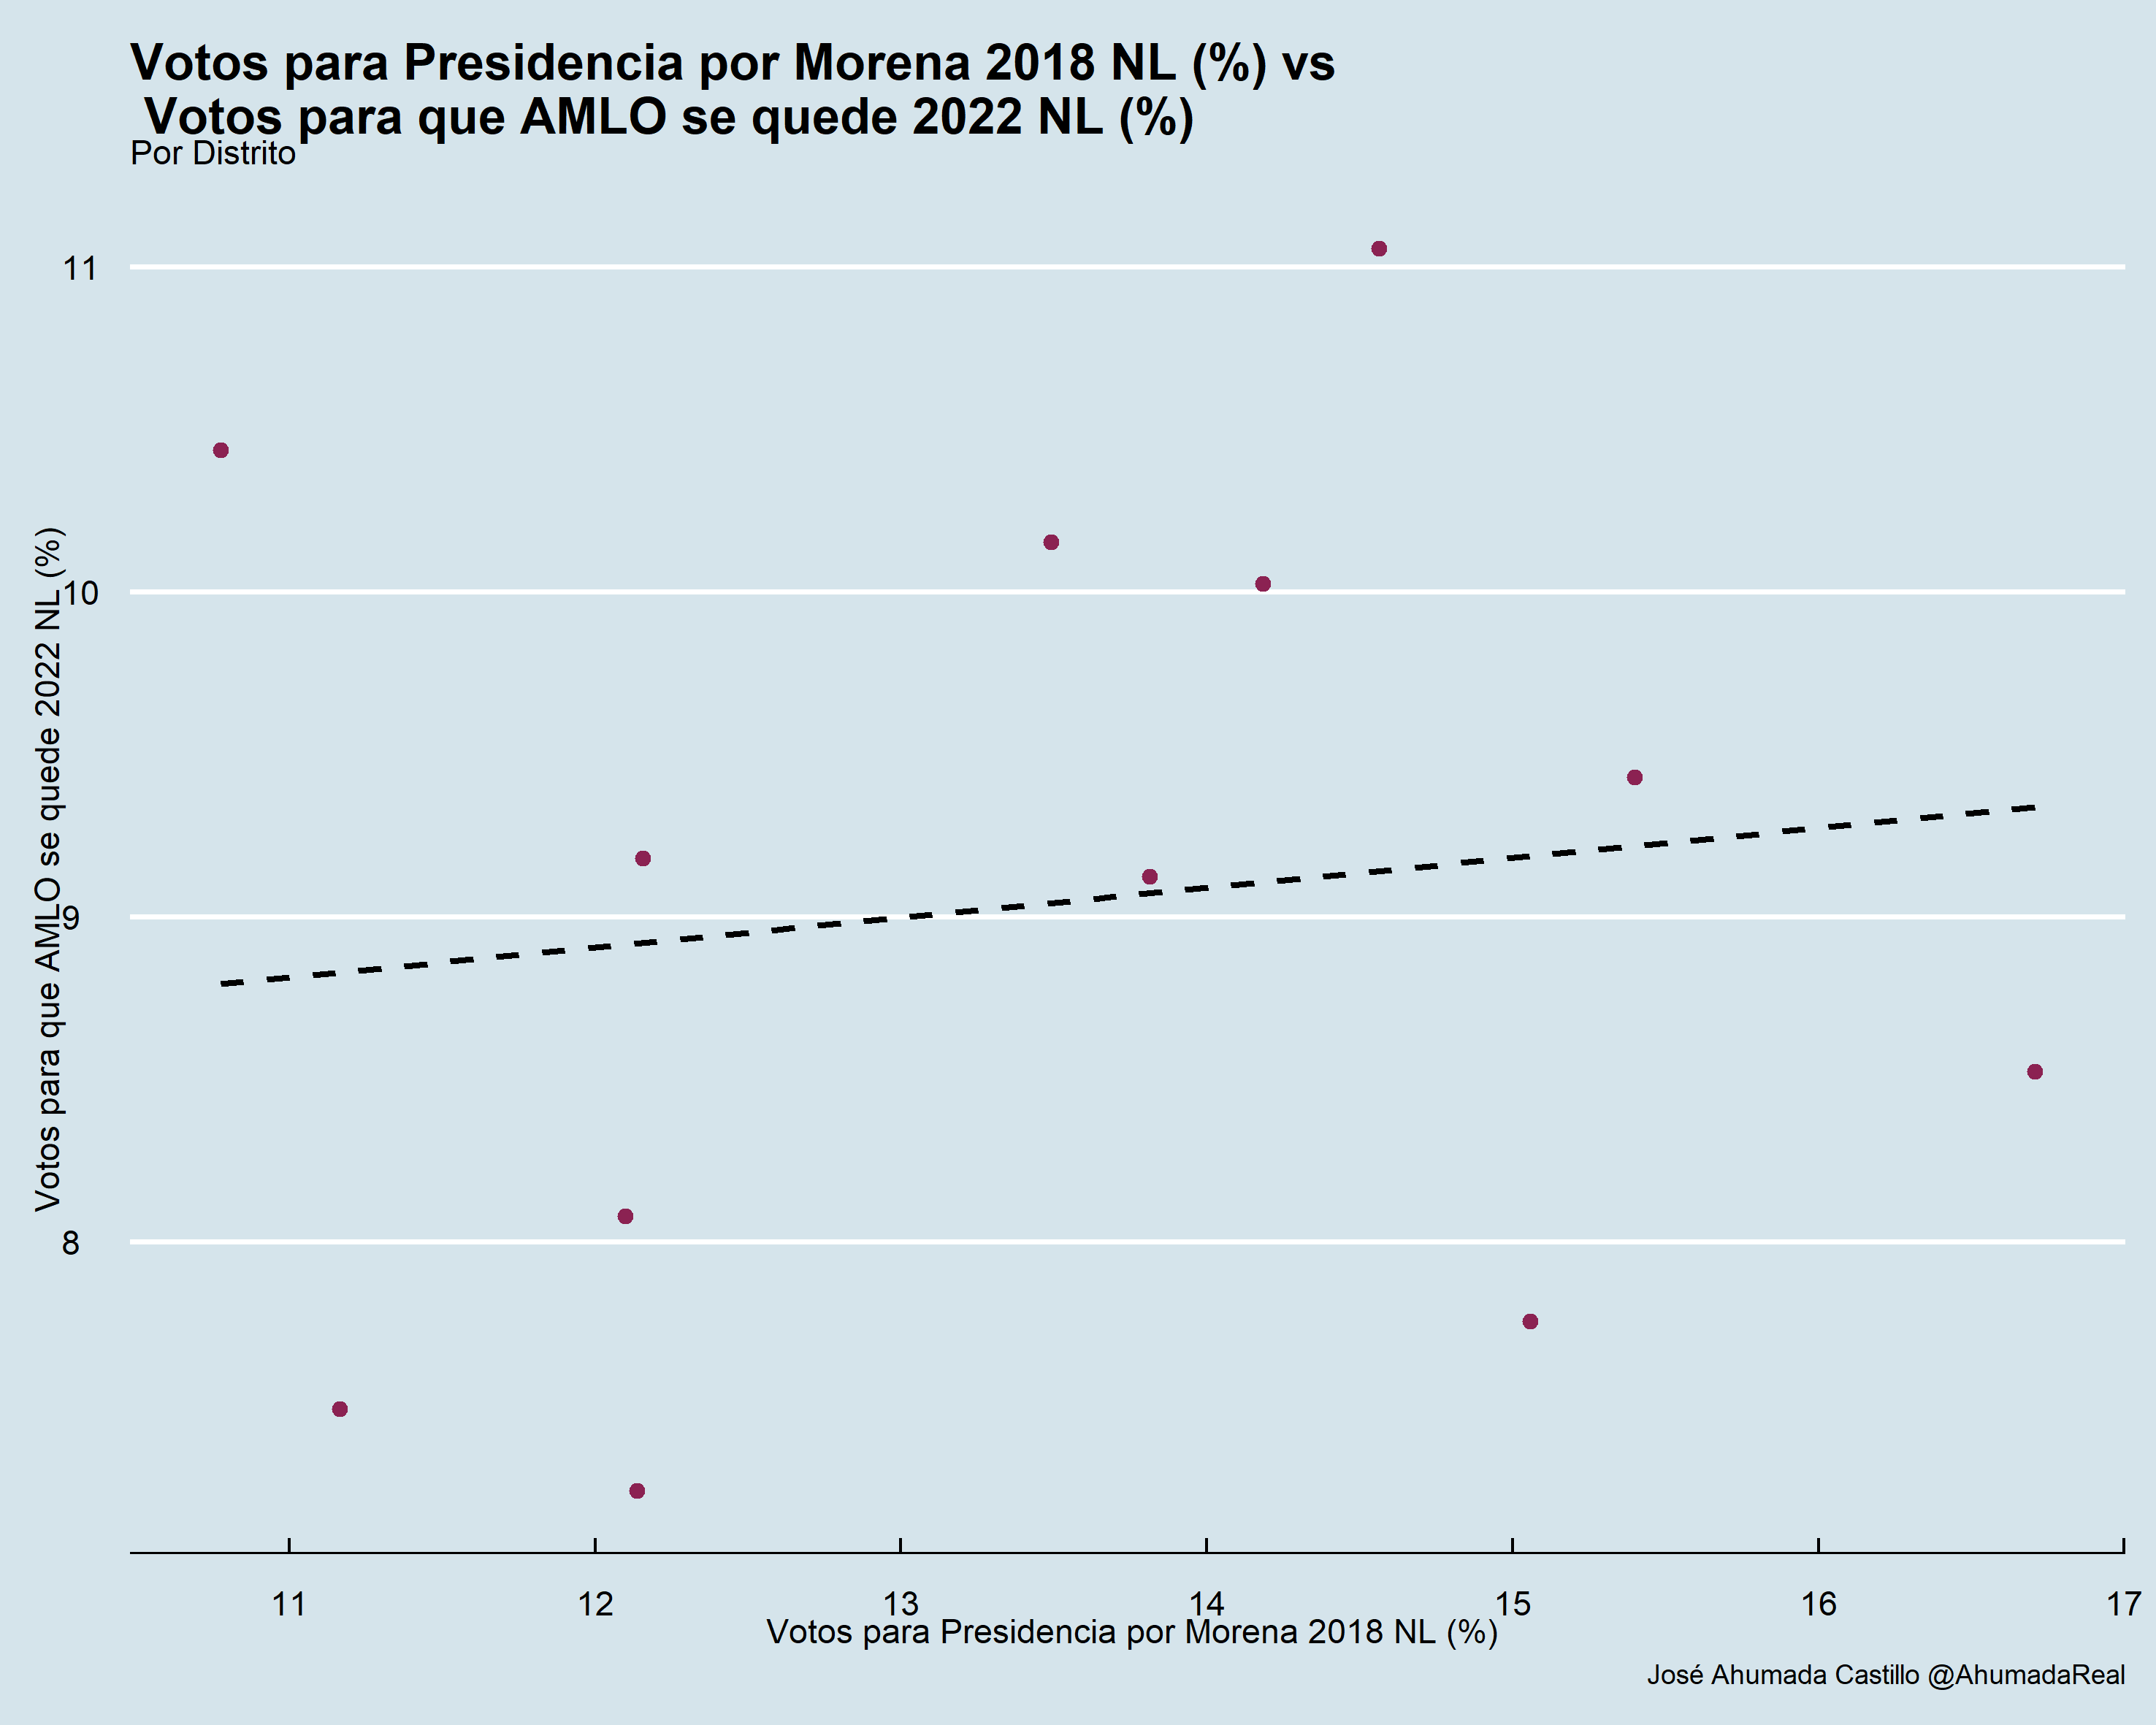 Votos para Presidencia por Morena 2018 NL (%) vs
Votos para que AMLO se quede 2022 NL (%)
Por Distrito
Votos para que AMLO se quede 2022 NL (%)
11
10
9
8
11 12 13 14 15 16 17
Votos para Presidencia por Morena 2018 NL (%)
José Ahumada Castillo @AhumadaReal